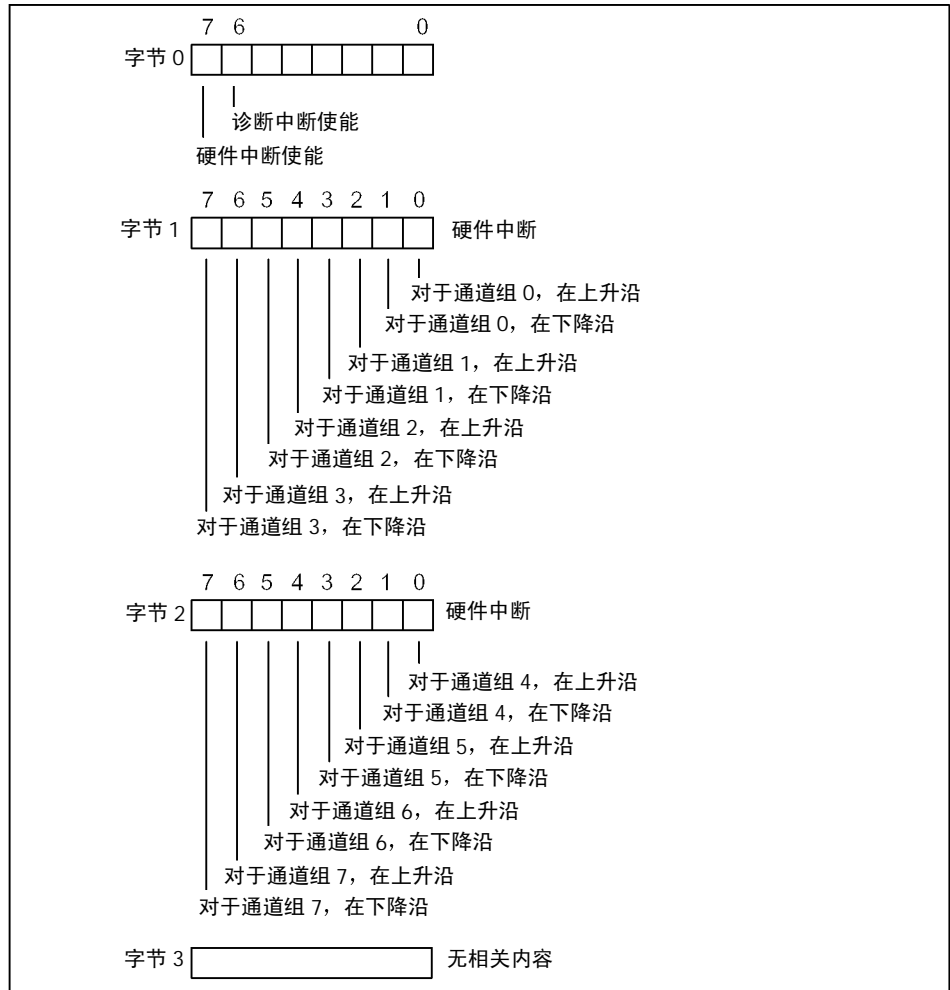 7 6 0
字节 0
诊断中断使能
硬件中断使能
7 6 5 4 3 2 1 0
字节 1 硬件中断
对于通道组 0，在上升沿
对于通道组 0，在下降沿
对于通道组 1，在上升沿
对于通道组 1，在下降沿
对于通道组 2，在上升沿
对于通道组 2，在下降沿
对于通道组 3，在上升沿
对于通道组 3，在下降沿
7 6 5 4 3 2 1 0
字节 2 硬件中断
对于通道组 4，在上升沿
对于通道组 4，在下降沿
对于通道组 5，在上升沿
对于通道组 5，在下降沿
对于通道组 6，在上升沿
对于通道组 6，在下降沿
对于通道组 7，在上升沿
对于通道组 7，在下降沿
字节 3 无相关内容